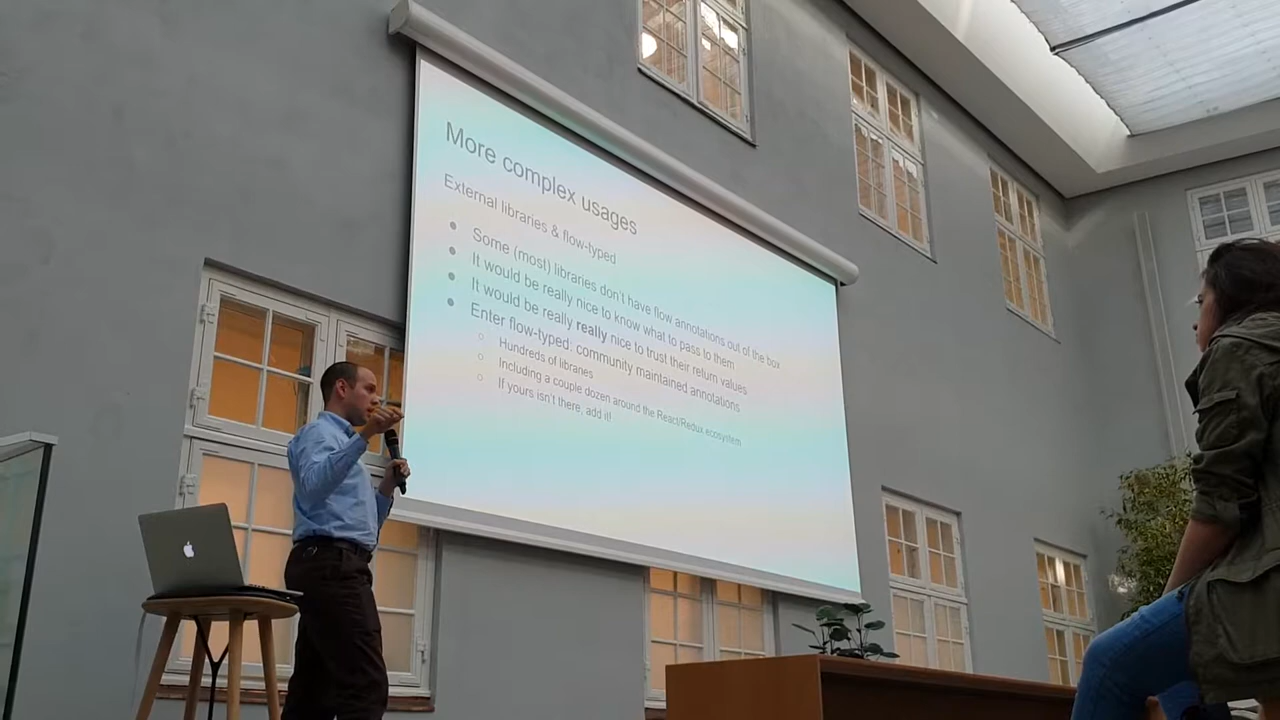 More complex usages
External libraries & flow-typed
Some (most) libraries don't have flow annotations out of the box
It would be really nice to know what to pass to them
It would be really really nice to trust their return values
Enter flow-typed: community maintained annotations
Hundreds of libraries
Including a couple dozen around the React/Redux ecosystem
If yours isn't there, add it!